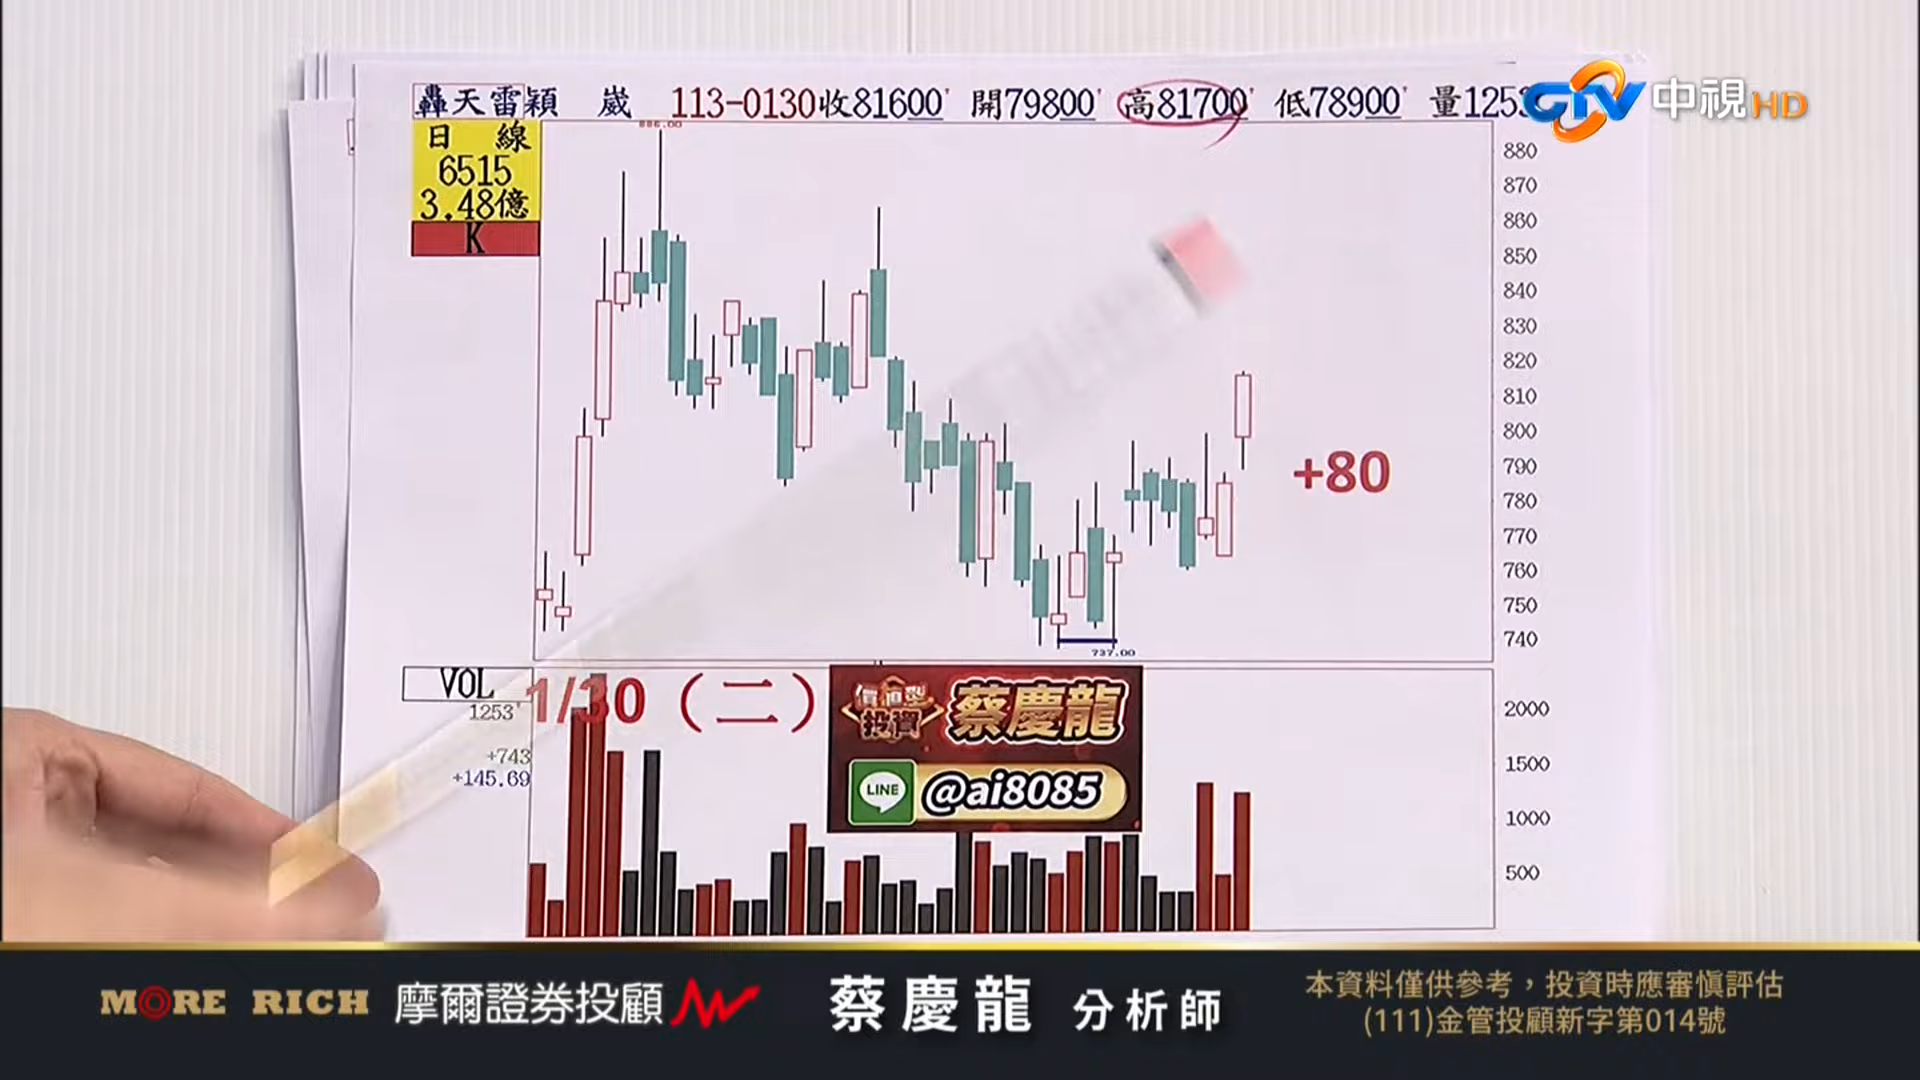 轟天雷穎 崴 113-0130收81600' 開79800' 高81700' 低78900' 量1253
CTV 中視HD
日 線
6515
3.48億
K
886.00
880
870
860
850
840
830
820
810
800
790
780
770
760
750
740
+80
737.00
VOL
1253'
+743
+145.69
1/30（二）
價值型
投資
蔡慶龍
LINE
@ai8085
2000
1500
1000
500
MORE RICH 摩爾證券投顧 蔡慶龍 分析師
本資料僅供參考，投資時應審慎評估
(111)金管投顧新字第014號